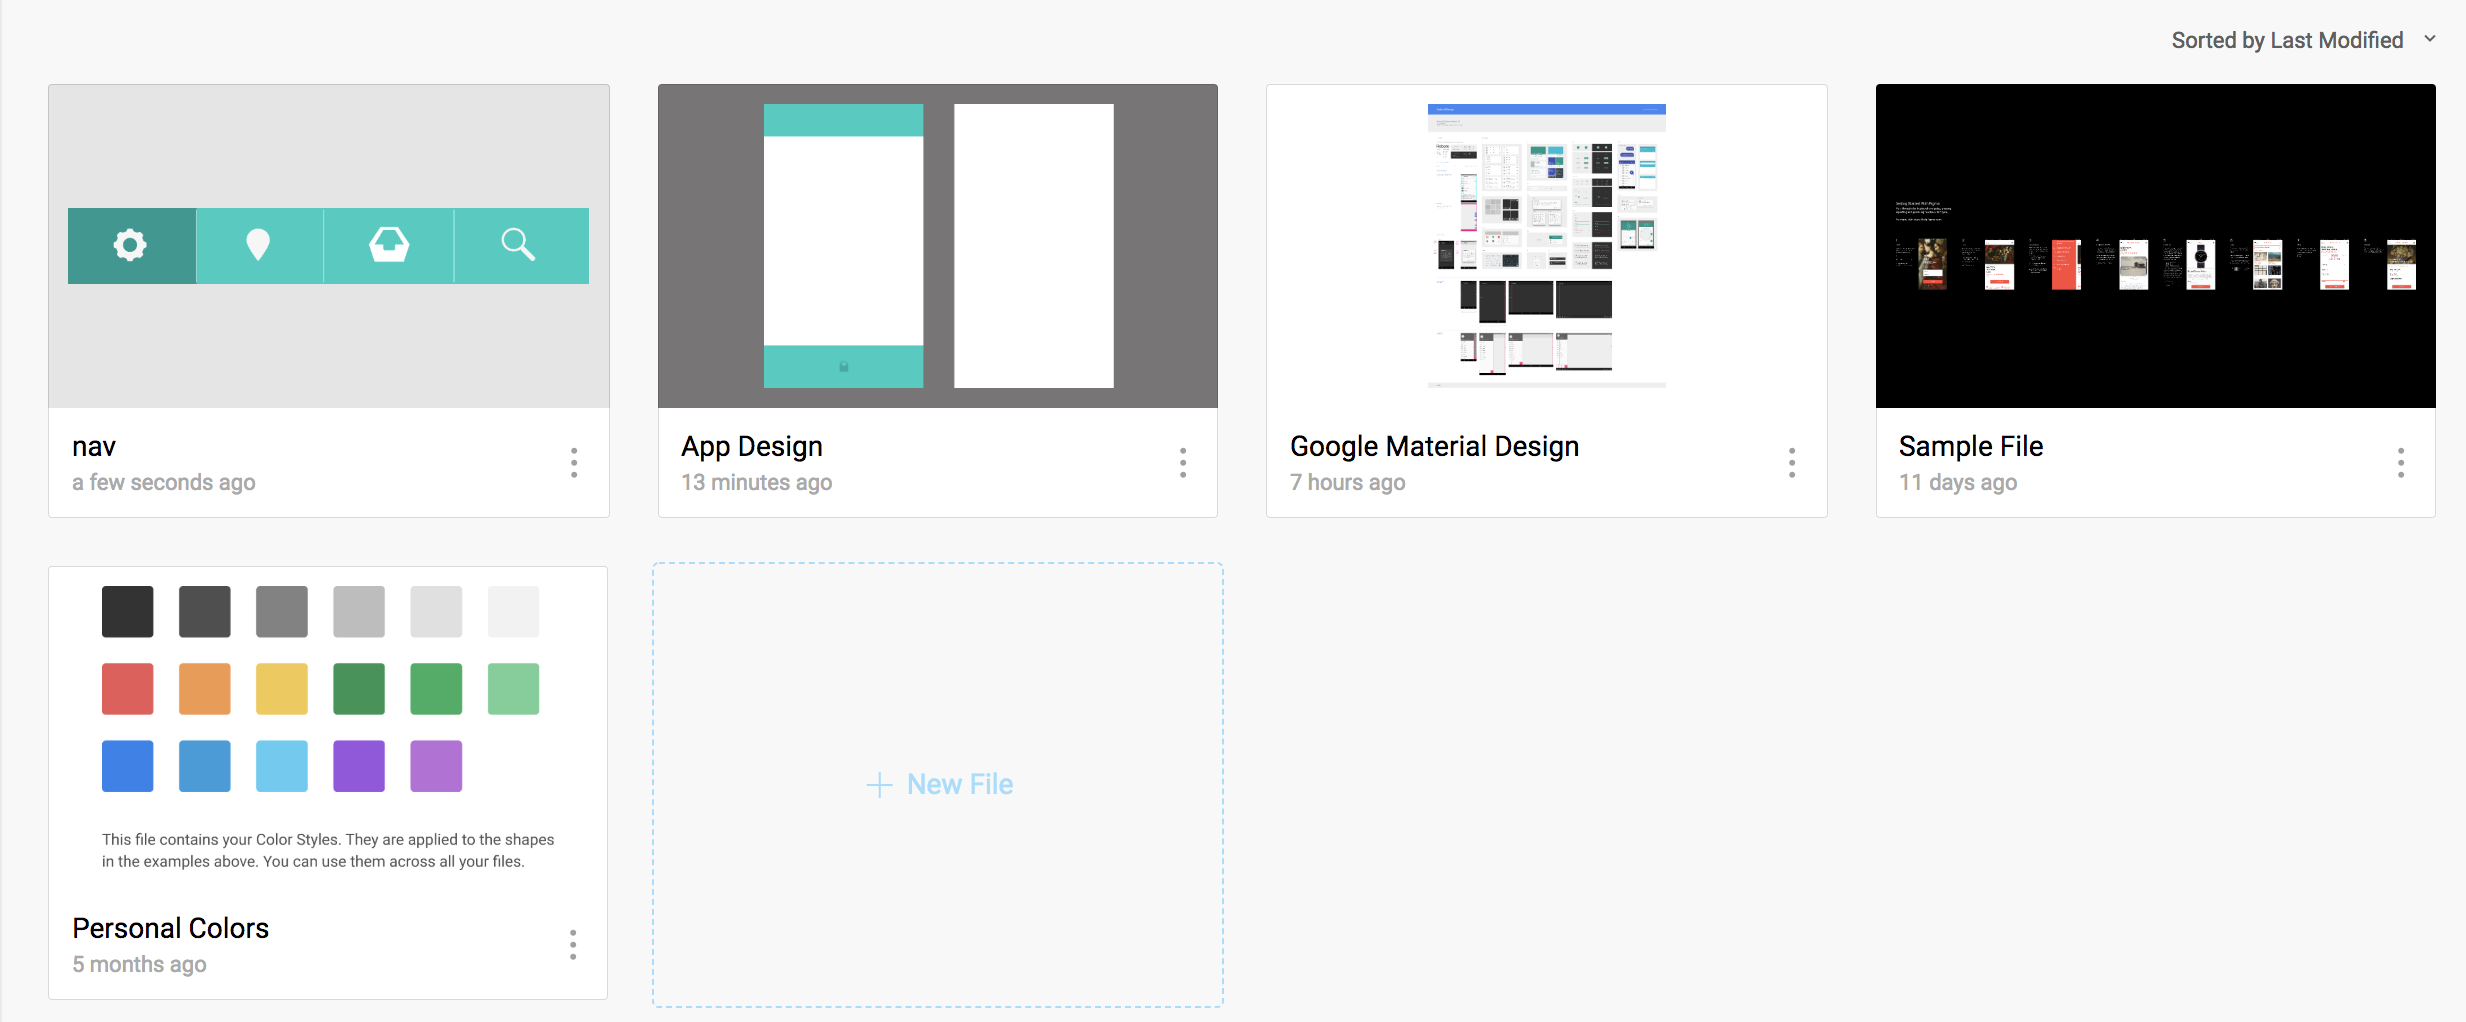 Sorted by Last Modified
nav
a few seconds ago
App Design
13 minutes ago
Google Material Design
7 hours ago
Sample File
11 days ago
This file contains your Color Styles. They are applied to the shapes
in the examples above. You can use them across all your files.
Personal Colors
5 months ago
New File